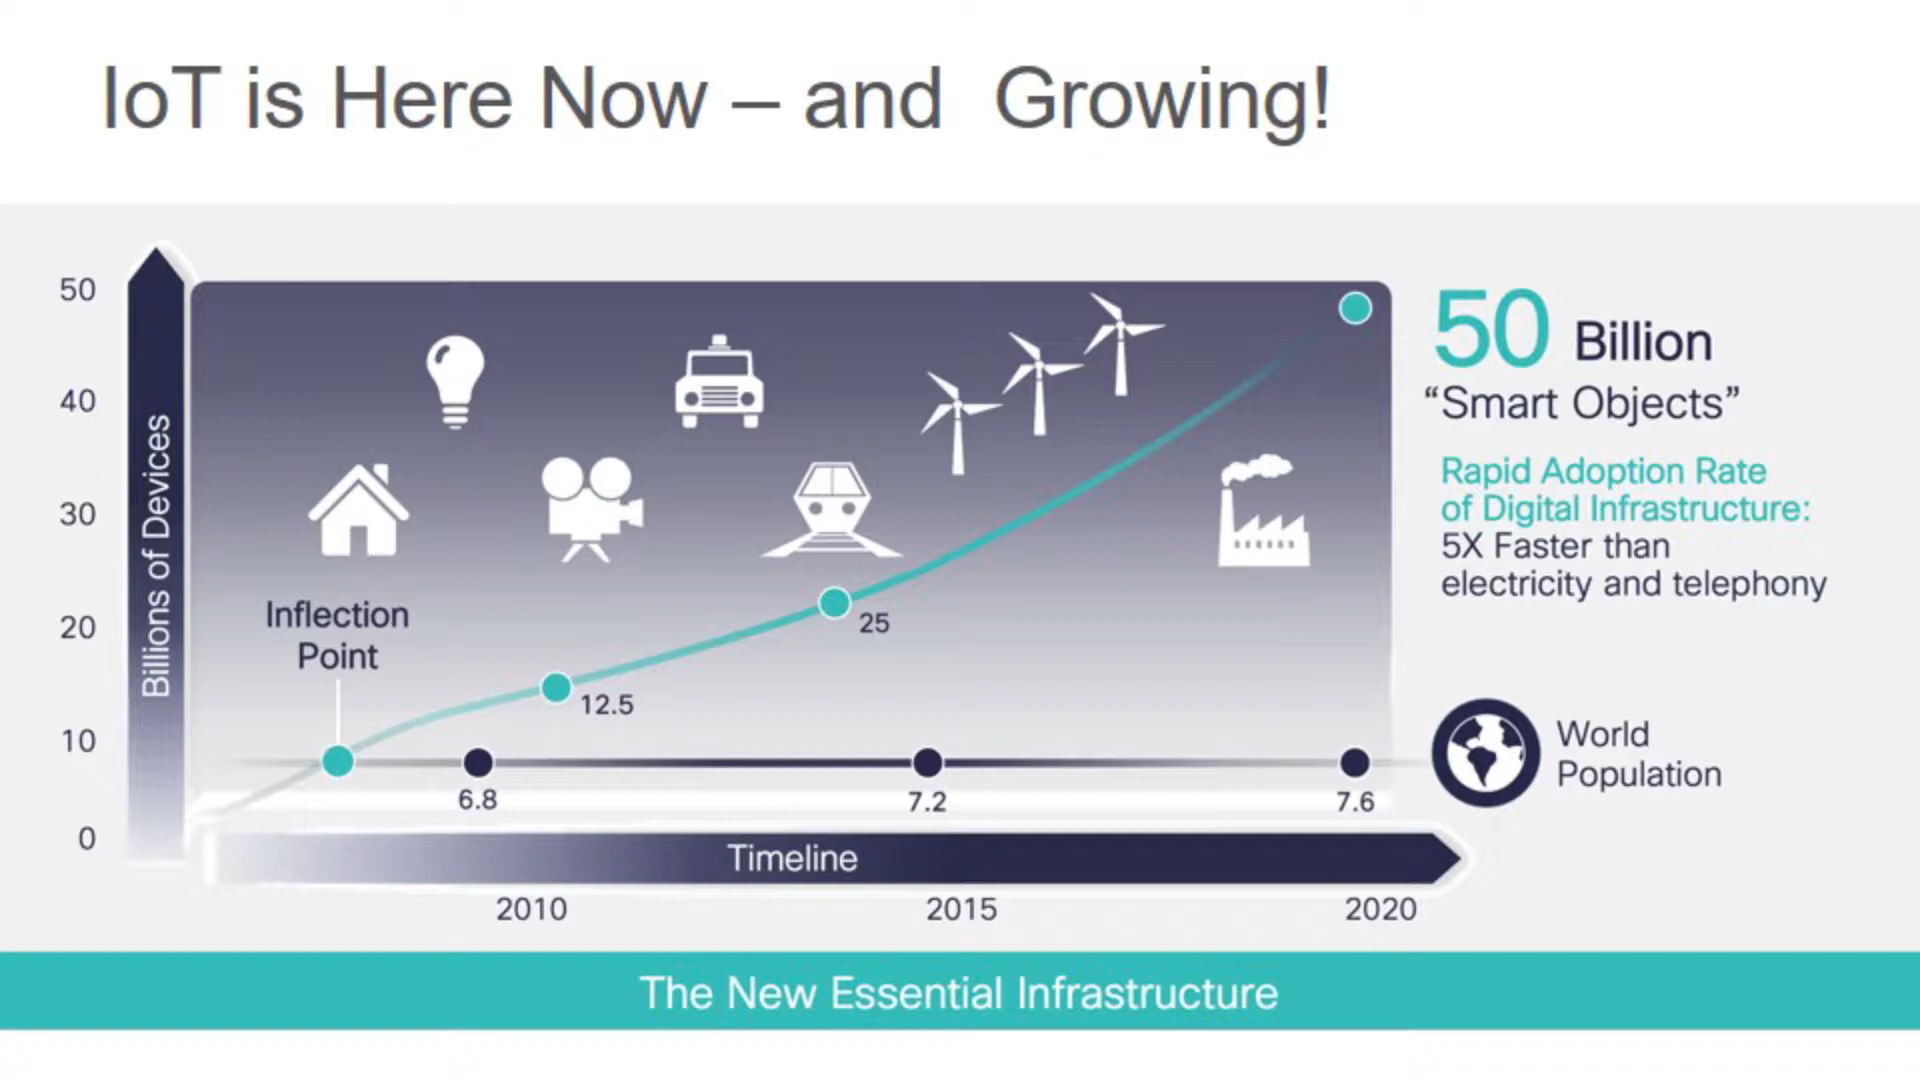 IoT is Here Now – and Growing!
50
40
30
20
10
0
Billions of Devices
Inflection
Point
12.5
25
6.8
7.2
7.6
Timeline
2010
2015
2020
50 Billion
“Smart Objects”
Rapid Adoption Rate
of Digital Infrastructure:
5X Faster than
electricity and telephony
World
Population
The New Essential Infrastructure